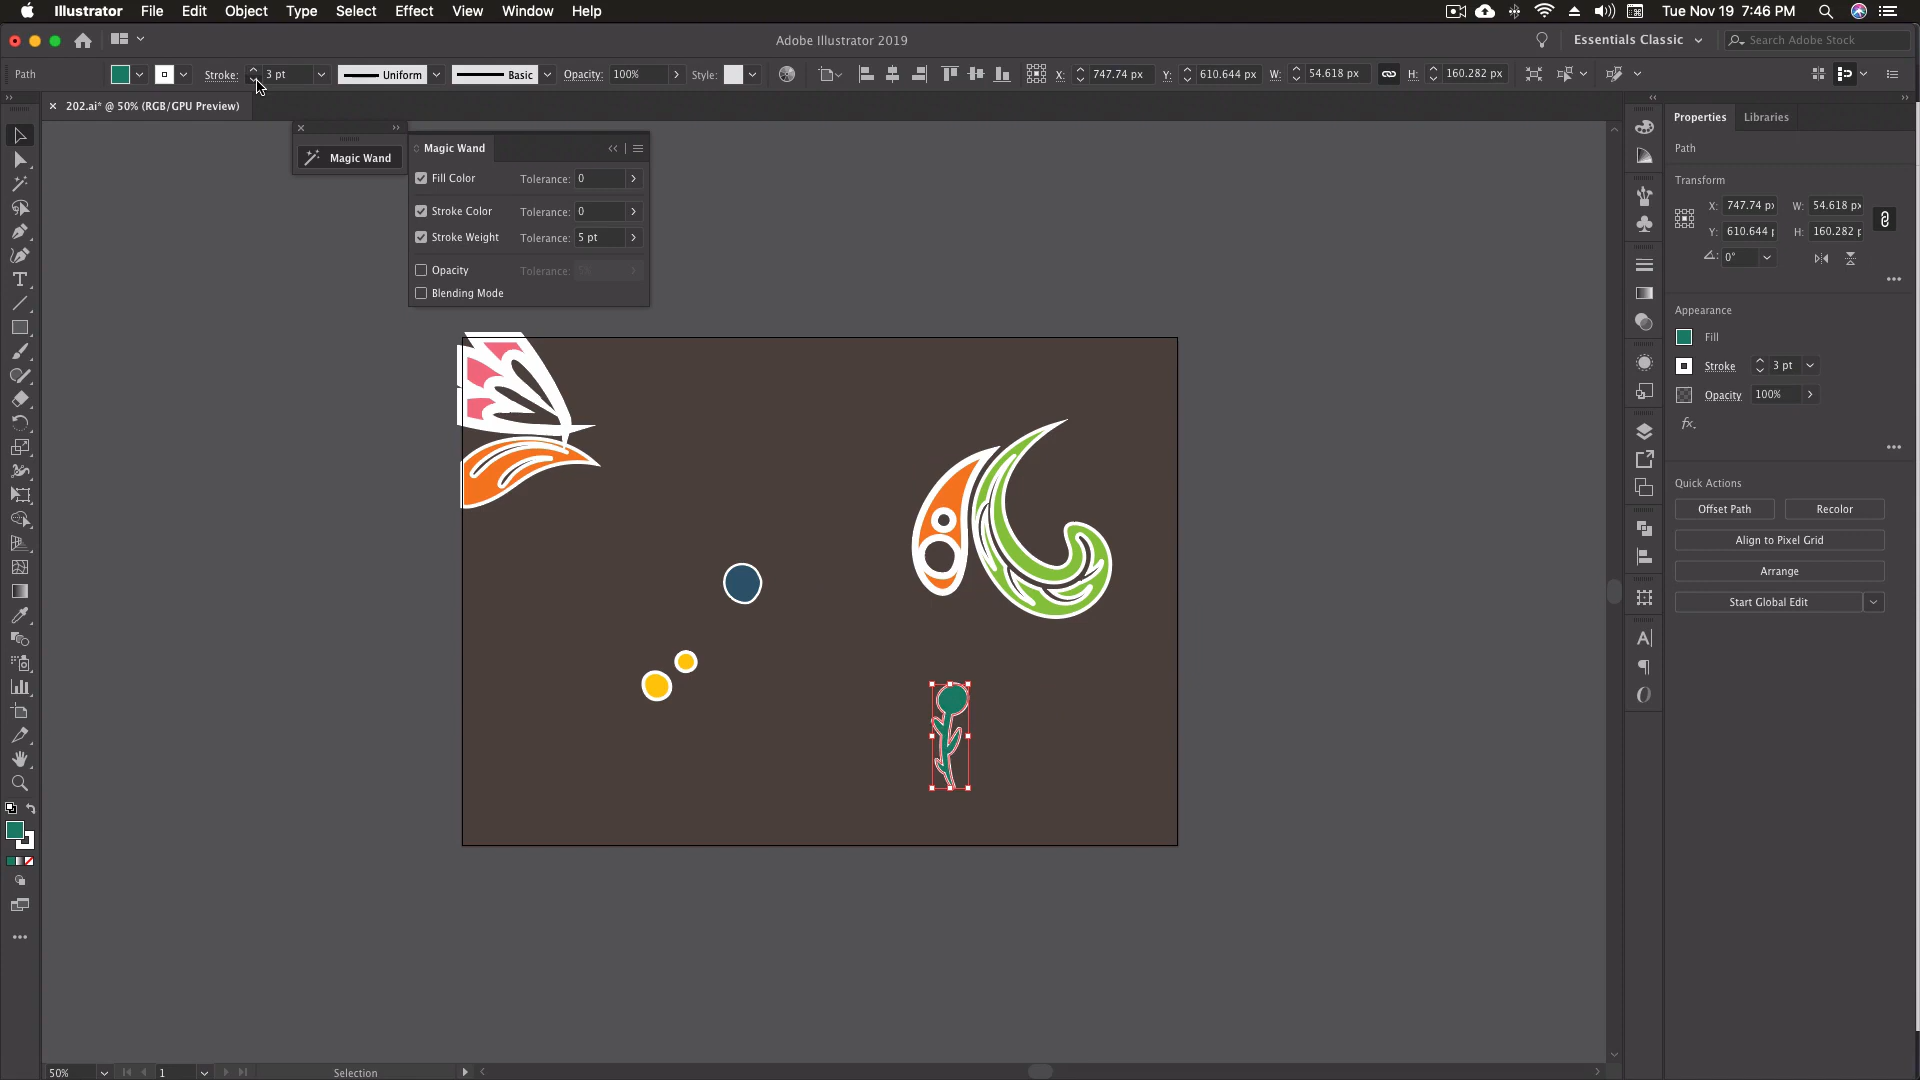 Illustrator File Edit Object Type Select Effect View Window Help Tue Nov 19 7:46 PM
Adobe Illustrator 2019 Essentials Classic Search Adobe Stock
Path Stroke: 3 pt Uniform Basic Opacity: 100% Style: X: 747.74 px Y: 610.644 px W: 54.618 px H: 160.282 px
202.ai* @ 50% (RGB/GPU Preview)
Magic Wand
Magic Wand
Fill Color Tolerance: 0
Stroke Color Tolerance: 0
Stroke Weight Tolerance: 5 pt
Opacity Tolerance:
Blending Mode
Properties Libraries
Path
Transform
X: 747.74 px W: 54.618 px
Y: 610.644 H: 160.282
0°
Appearance
Fill
Stroke 3 pt
Opacity 100%
fx.
Quick Actions
Offset Path Recolor
Align to Pixel Grid
Arrange
Start Global Edit
50% 1 Selection